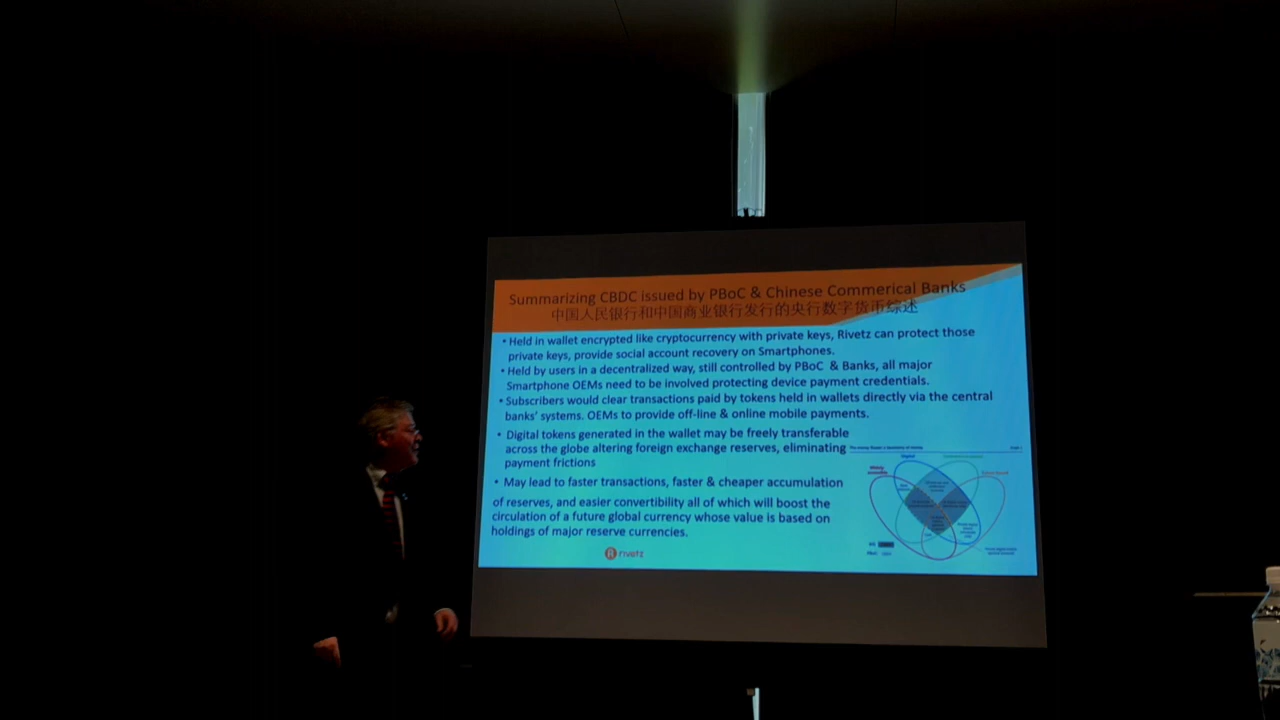 Summarizing CBDC issued by PBoC & Chinese Commerical Banks
中国人民银行和中国商业银行发行的央行数字货币综述
• Held in wallet encrypted like cryptocurrency with private keys, Rivetz can protect those
private keys, provide social account recovery on Smartphones.
• Held by users in a decentralized way, still controlled by PBoC & Banks, all major
Smartphone OEMs need to be involved protecting device payment credentials.
• Subscribers would clear transactions paid by tokens held in wallets directly via the central
banks' systems. OEMs to provide off-line & online mobile payments.
• Digital tokens generated in the wallet may be freely transferable
across the globe altering foreign exchange reserves, eliminating
payment frictions
• May lead to faster transactions, faster & cheaper accumulation
of reserves, and easier convertibility all of which will boost the
circulation of a future global currency whose value is based on
holdings of major reserve currencies.
Digital
Widely
accessible
R rivetz